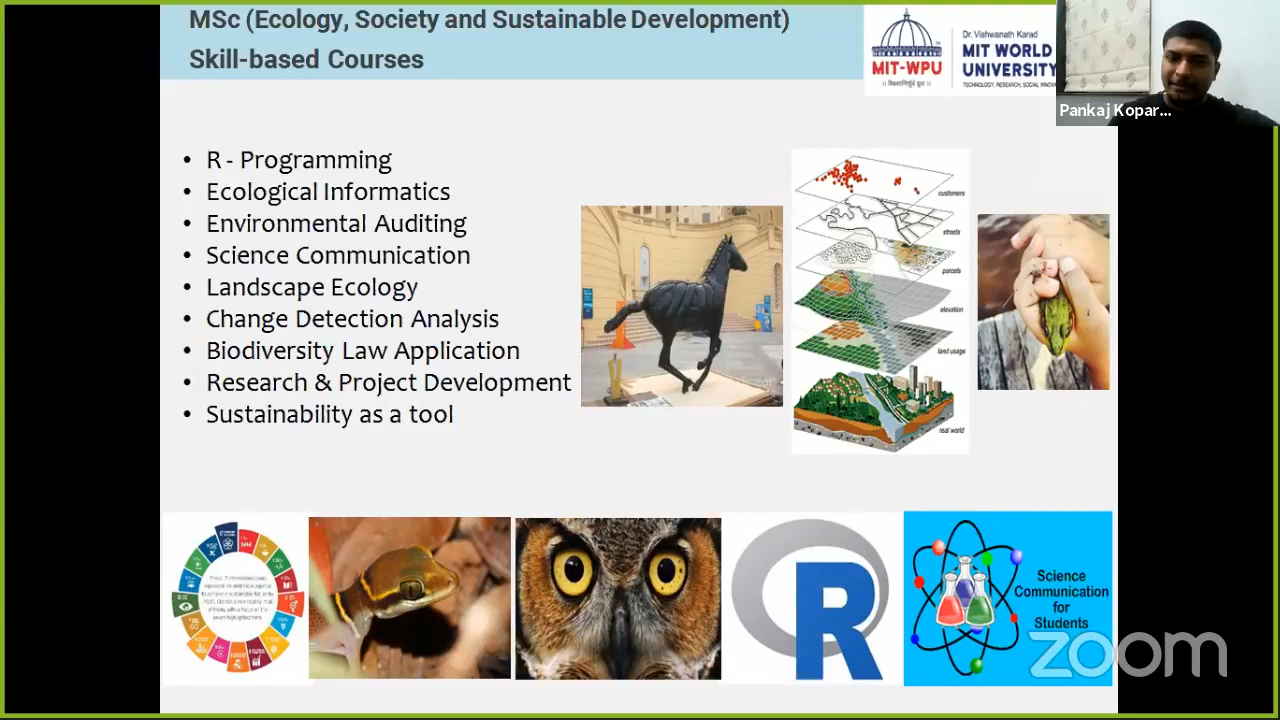 MSc (Ecology, Society and Sustainable Development)
Skill-based Courses
MIT-WPU
Dr. Vishwanath Karad
MIT WORLD
UNIVERSITY
TECHNOLOGY, RESEARCH, SOCIAL INNOVA
Pankaj Kopar...
• R - Programming
• Ecological Informatics
• Environmental Auditing
• Science Communication
• Landscape Ecology
• Change Detection Analysis
• Biodiversity Law Application
• Research & Project Development
• Sustainability as a tool
customers
streets
parcels
elevation
land usage
real world
R
Science
Communication
for
Students
zoom